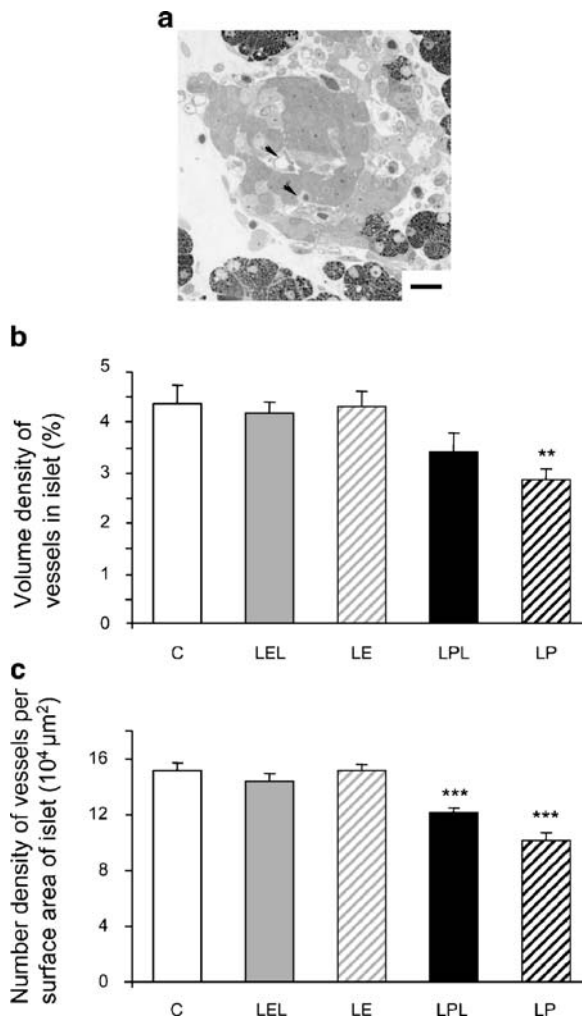 a
b
Volume density of
vessels in islet (%)
5
4
3
2
1
0
**
C LEL LE LPL LP
c
Number density of vessels per
surface area of islet (10⁴ µm²)
16
12
8
4
0
***
***
C LEL LE LPL LP